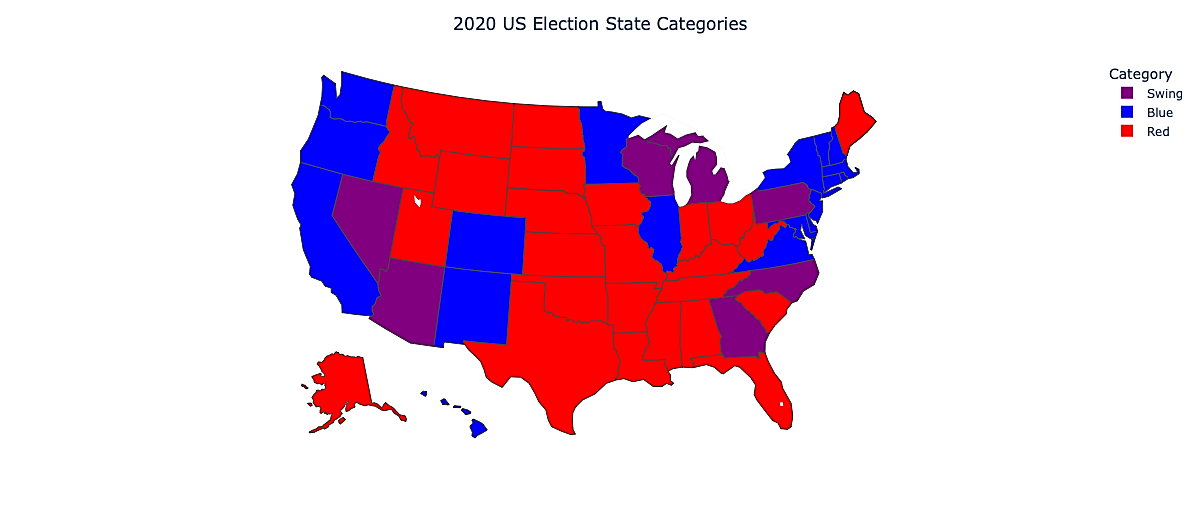 2020 US Election State Categories
Category
Swing
Blue
Red